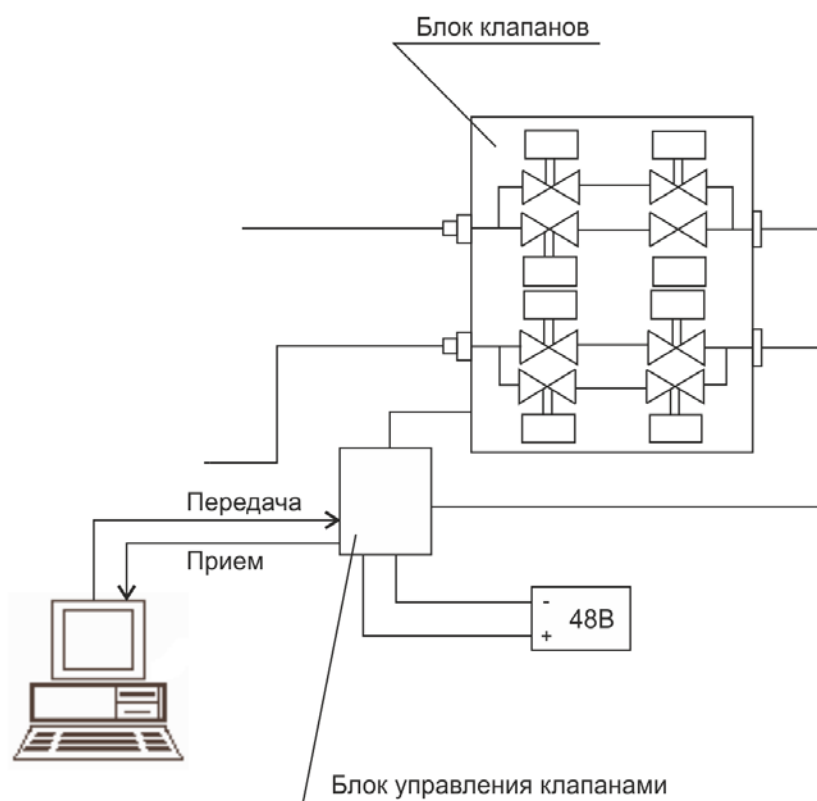 Блок клапанов
Передача
Прием
-
48В
+
Блок управления клапанами